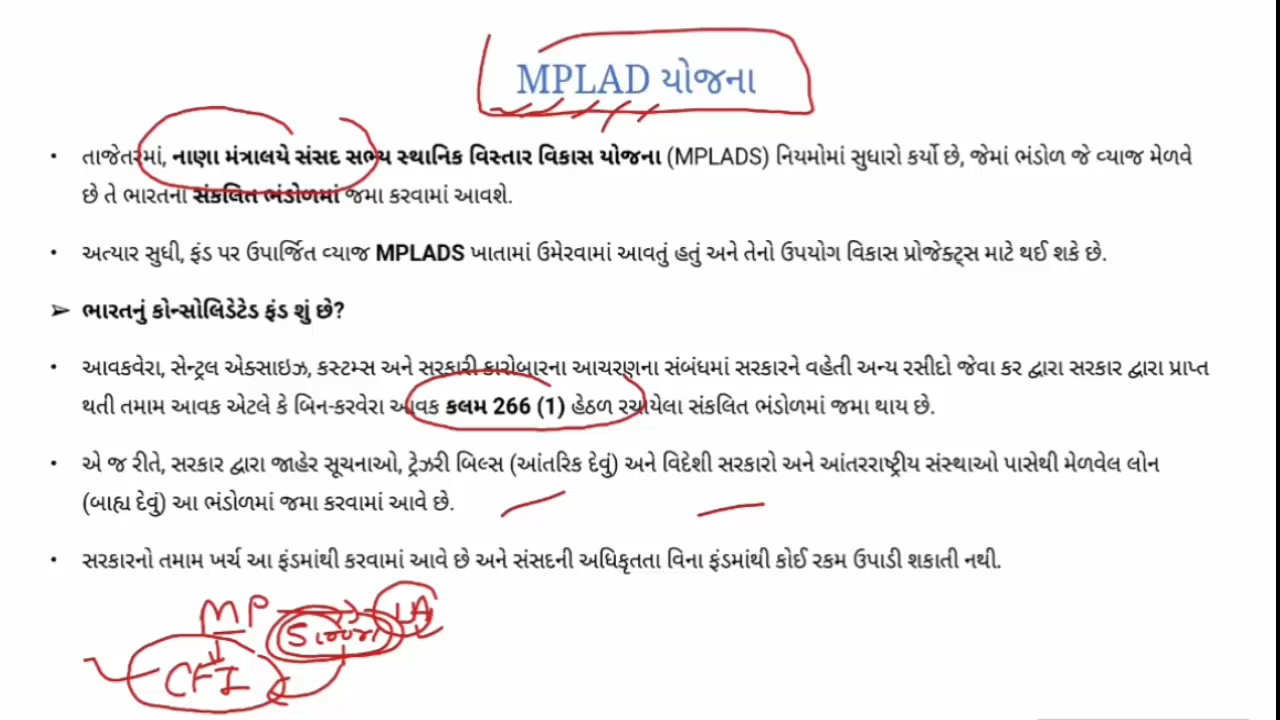 MPLAD યોજના
• તાજેતરમાં, નાણા મંત્રાલયે સંસદ સભ્ય સ્થાનિક વિસ્તાર વિકાસ યોજના (MPLADS) નિયમોમાં સુધારો કર્યો છે, જેમાં ભંડોળ જે વ્યાજ મેળવે
છે તે ભારતના સંકલિત ભંડોળમાં જમા કરવામાં આવશે.
• અત્યાર સુધી, ફંડ પર ઉપાર્જિત વ્યાજ MPLADS ખાતામાં ઉમેરવામાં આવતું હતું અને તેનો ઉપયોગ વિકાસ પ્રોજેક્ટ્સ માટે થઈ શકે છે.
➢ ભારતનું કોન્સોલિડેટેડ ફંડ શું છે?
• આવકવેરા, સેન્ટ્રલ એક્સાઇઝ, કસ્ટમ્સ અને સરકારી કારોબારના આચરણના સંબંધમાં સરકારને વહેતી અન્ય રસીદો જેવા કર દ્વારા સરકાર દ્વારા પ્રાપ્ત
થતી તમામ આવક એટલે કે બિન-કરવેરા આવક કલમ 266 (1) હેઠળ રચાયેલા સંકલિત ભંડોળમાં જમા થાય છે.
• એ જ રીતે, સરકાર દ્વારા જાહેર સૂચનાઓ, ટ્રેઝરી બિલ્સ (આંતરિક દેવું) અને વિદેશી સરકારો અને આંતરરાષ્ટ્રીય સંસ્થાઓ પાસેથી મેળવેલ લોન
(બાહ્ય દેવું) આ ભંડોળમાં જમા કરવામાં આવે છે.
• સરકારનો તમામ ખર્ચ આ ફંડમાંથી કરવામાં આવે છે અને સંસદની અધિકૃતતા વિના ફંડમાંથી કોઈ રકમ ઉપાડી શકાતી નથી.
MP LA
CFI